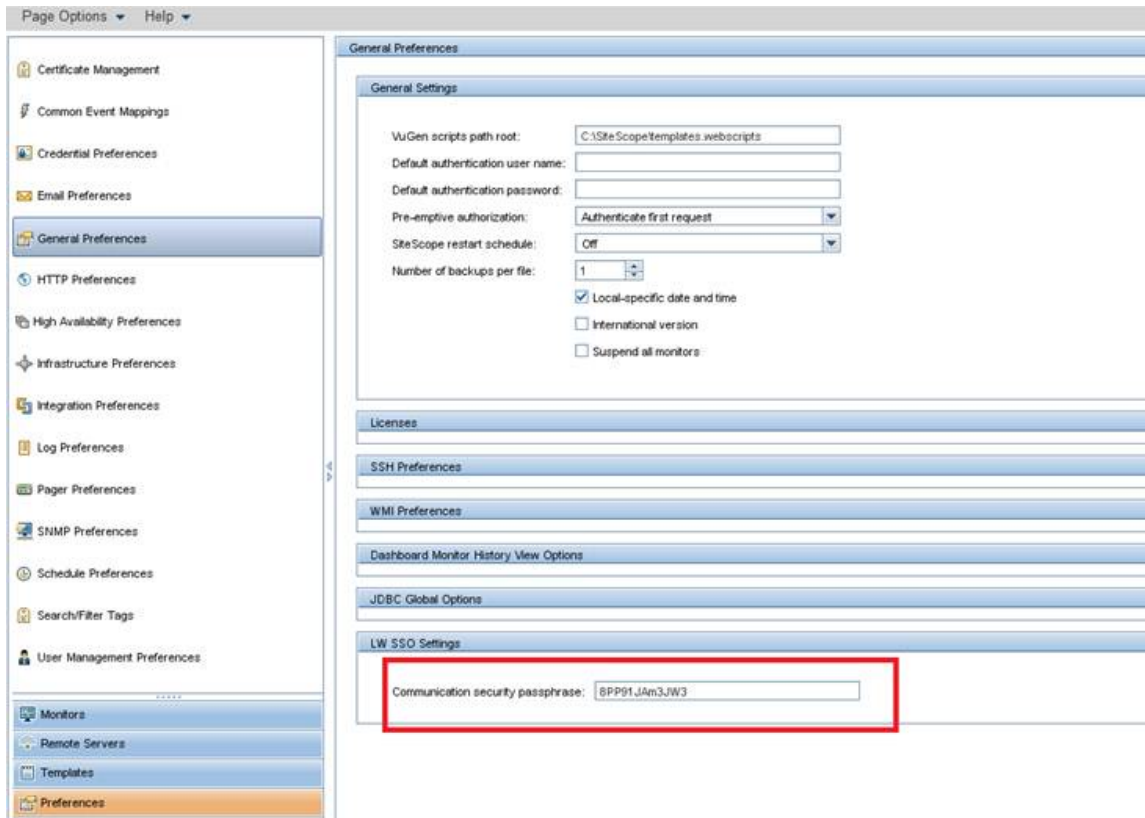 Page Options Help
Certificate Management
Common Event Mappings
Credential Preferences
Email Preferences
General Preferences
HTTP Preferences
High Availability Preferences
Infrastructure Preferences
Integration Preferences
Log Preferences
Pager Preferences
SNMP Preferences
Schedule Preferences
Search/Filter Tags
User Management Preferences
Monitors
Remote Servers
Templates
Preferences
General Preferences
General Settings
VuGen scripts path root: C:\SiteScope\templates.webscripts
Default authentication user name:
Default authentication password:
Pre-emptive authorization: Authenticate first request
SiteScope restart schedule: Off
Number of backups per file: 1
Local-specific date and time
International version
Suspend all monitors
Licenses
SSH Preferences
WMI Preferences
Dashboard Monitor History View Options
JDBC Global Options
LW SSO Settings
Communication security passphrase: 8PP91JAm3JW3